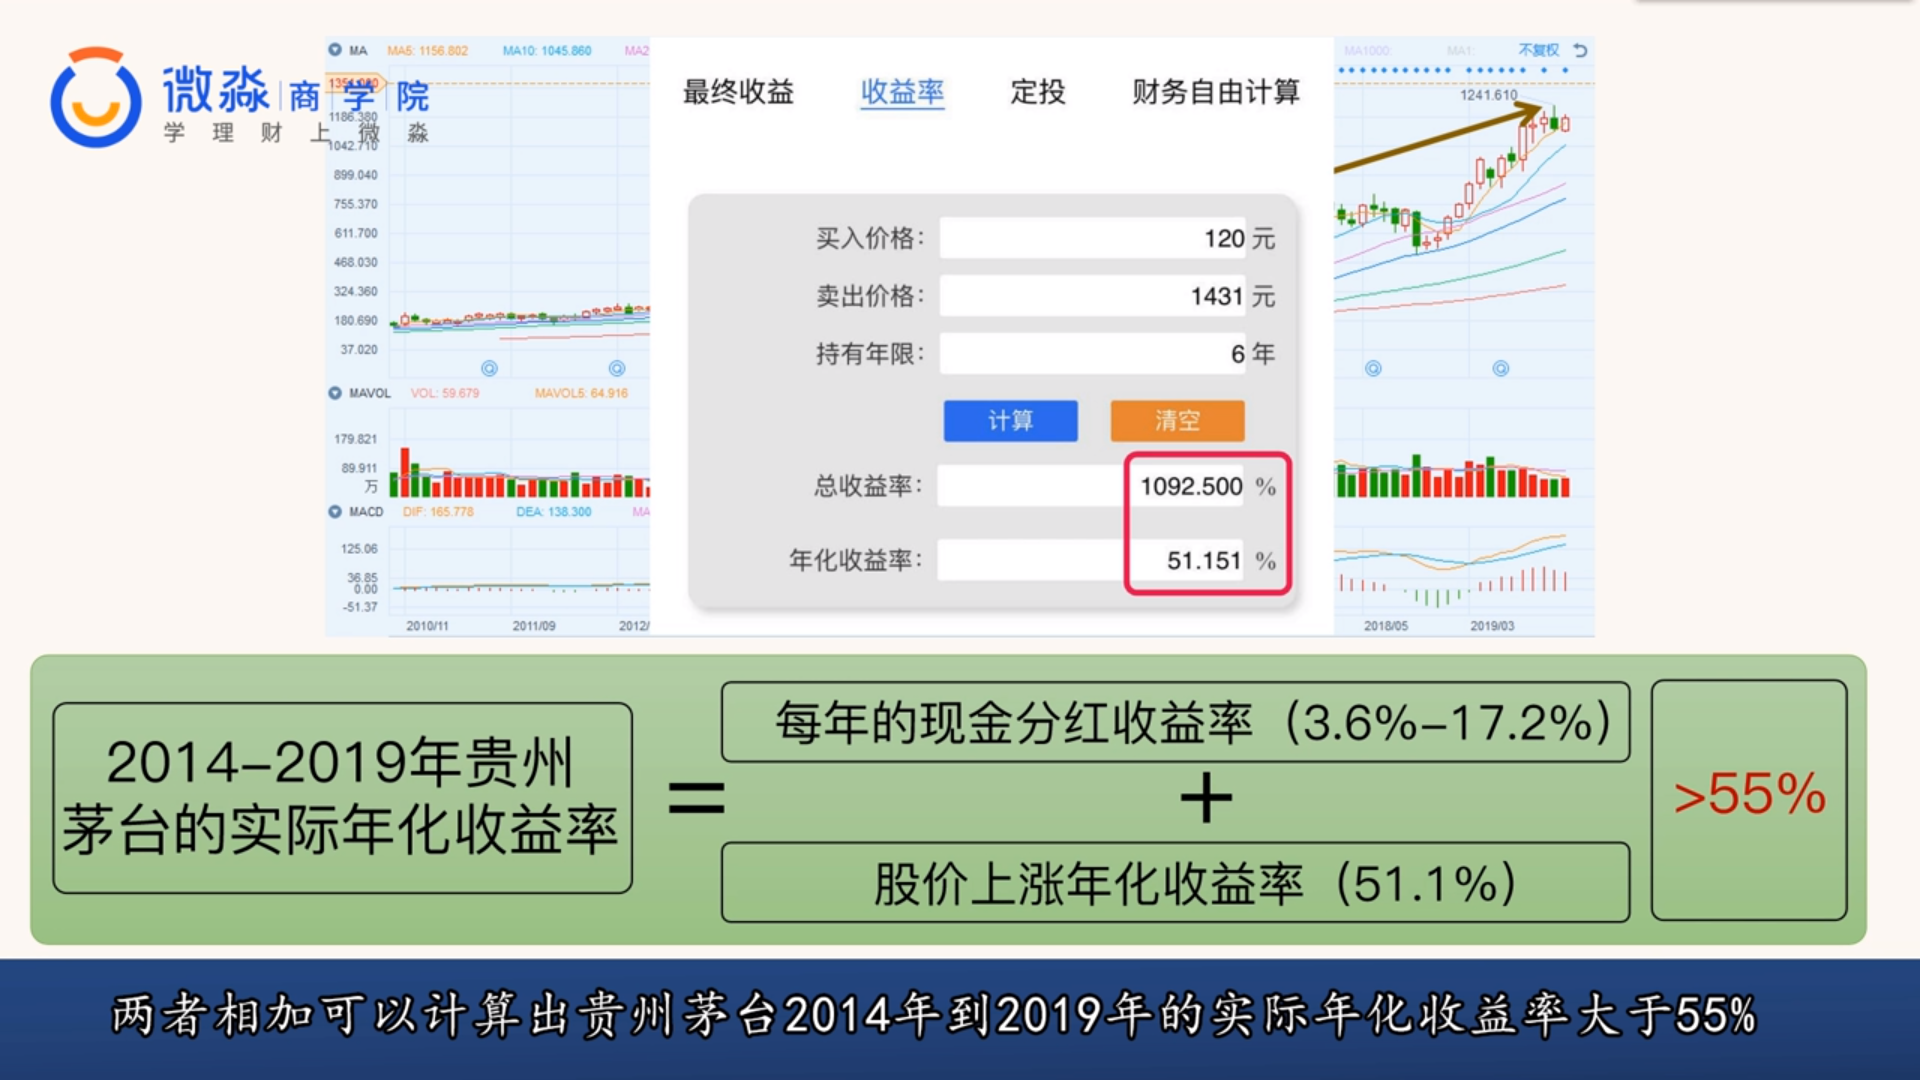 微淼 商学院
学理财上微淼
MA MA5: 1156.802 MA10: 1045.860 MA2
MA1000: MA1: 不复权
1241.610
1186.380
1042.710
899.040
755.370
611.700
468.030
324.360
180.690
37.020
MAVOL VOL: 59.679 MAVOL5: 64.916
179.821
89.911
万
MACD DIF: 165.778 DEA: 138.300 MA
125.06
36.85
0.00
-51.37
2010/11 2011/09 2012/
2018/05 2019/03
最终收益 收益率 定投 财务自由计算
买入价格: 120 元
卖出价格: 1431 元
持有年限: 6 年
计算 清空
总收益率: 1092.500 %
年化收益率: 51.151 %
2014-2019年贵州
茅台的实际年化收益率
=
每年的现金分红收益率（3.6%-17.2%）
+
股价上涨年化收益率（51.1%）
>55%
两者相加可以计算出贵州茅台2014年到2019年的实际年化收益率大于55%